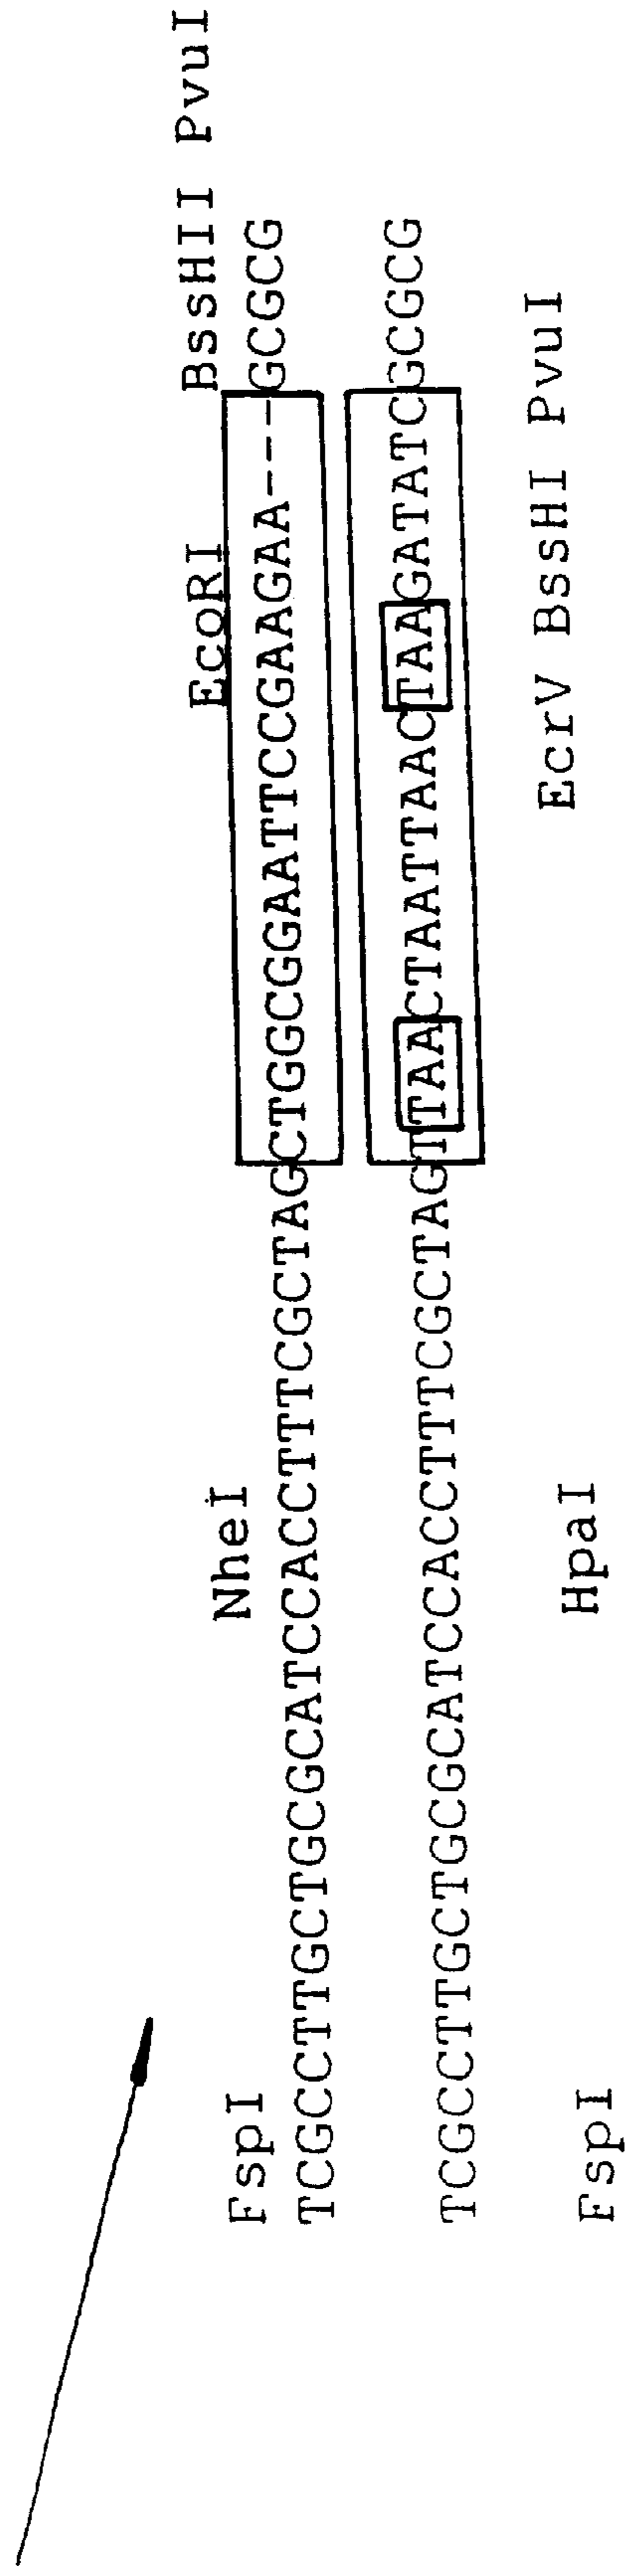 FspI NheI EcoRI BssHII PvuI
TCGCCTTGCTGCGCATCCACCTTTCGCTAGCTGGCGGAATTCCGAAGAA---GCGCG
TCGCCTTGCTGCGCATCCACCTTTCGCTAGTTAACTAATTAACTAAGATATCGCGCG
FspI HpaI EcrV BssHI PvuI